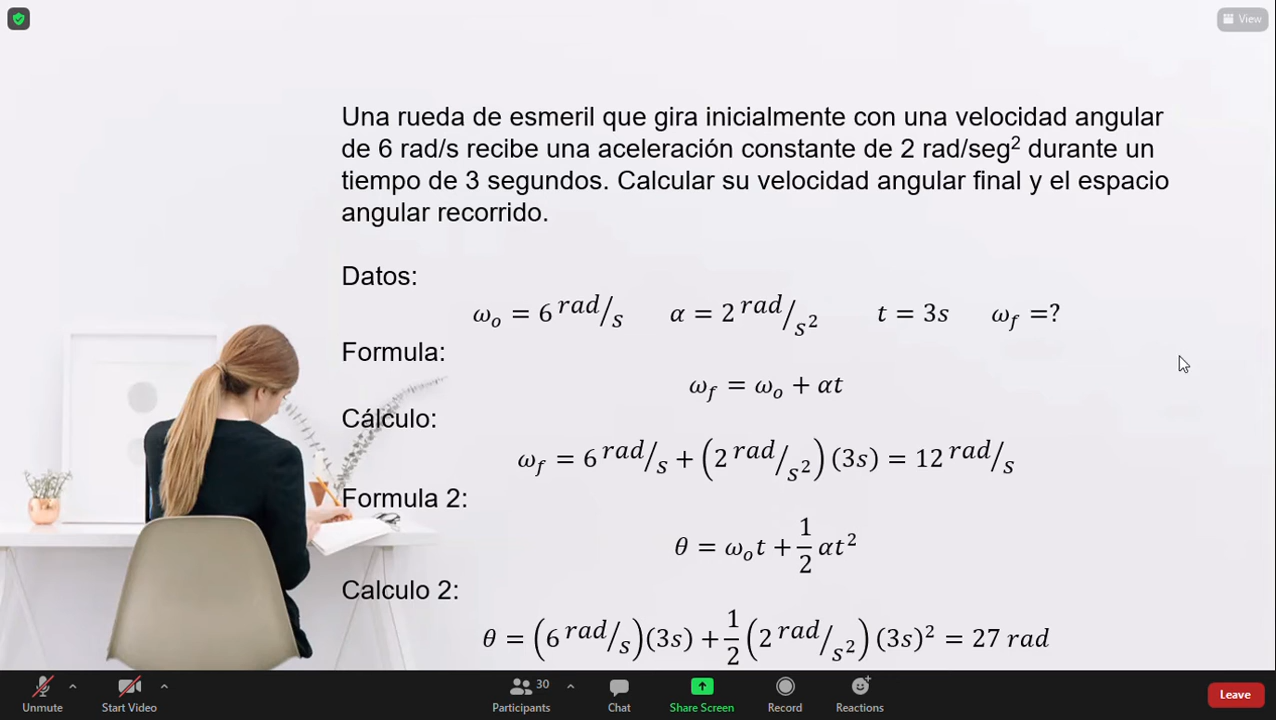 View
Una rueda de esmeril que gira inicialmente con una velocidad angular
de 6 rad/s recibe una aceleración constante de 2 rad/seg² durante un
tiempo de 3 segundos. Calcular su velocidad angular final y el espacio
angular recorrido.
Datos:
ωₒ = 6 rad/s α = 2 rad/s² t = 3s ω_f =?
Formula:
ω_f = ωₒ + αt
Cálculo:
ω_f = 6 rad/s + (2 rad/s²)(3s) = 12 rad/s
Formula 2:
θ = ωₒt + 1/2 αt²
Calculo 2:
θ = (6 rad/s)(3s) + 1/2 (2 rad/s²)(3s)² = 27 rad
30
Unmute Start Video Participants Chat Share Screen Record Reactions Leave